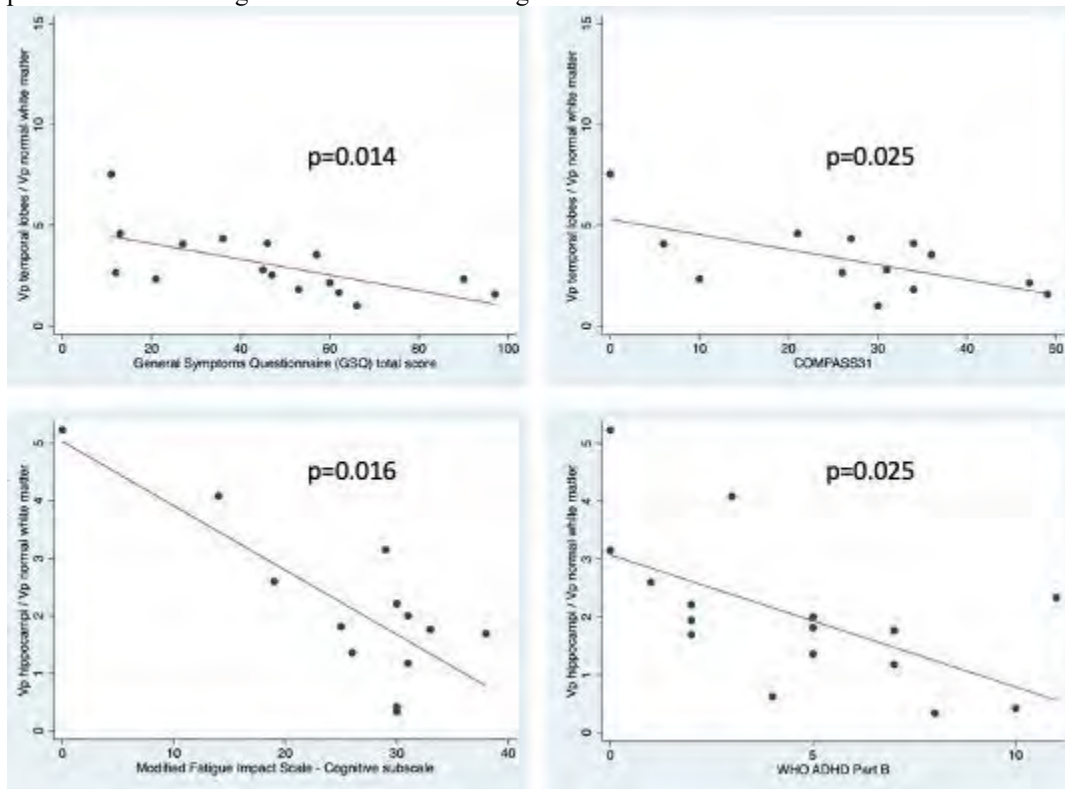 15
10
5
0
Vp temporal lobes / Vp normal white matter
p=0.014
0 20 40 60 80 100
General Symptoms Questionnaire (GSQ) total score
15
10
5
0
Vp temporal lobes / Vp normal white matter
p=0.025
0 10 20 30 40 50
COMPASS31
5
4
3
2
1
0
Vp hippocampi / Vp normal white matter
p=0.016
0 10 20 30 40
Modified Fatigue Impact Scale - Cognitive subscale
5
4
3
2
1
0
Vp hippocampi / Vp normal white matter
p=0.025
0 5 10
WHO ADHD Part B